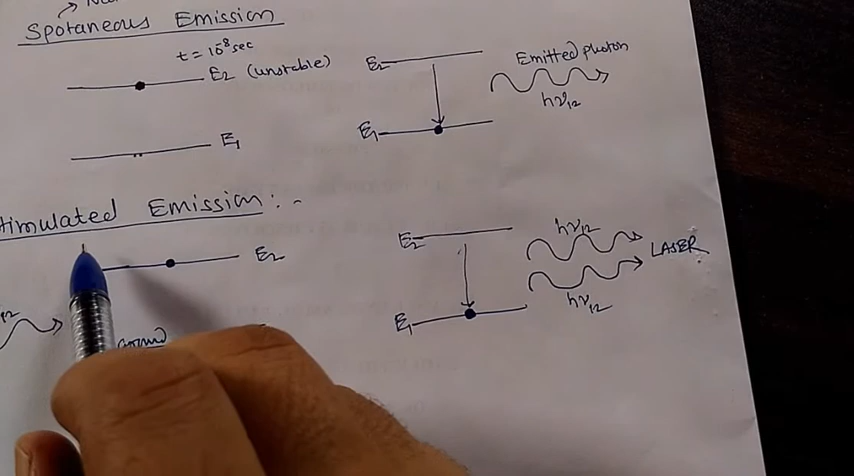 Spotaneous Emission
t = 10⁻⁸ sec
E₂ (unstable)
E₁
E₂
Emitted photon
hν₁₂
E₁
timulated Emission :-
E₂
ground
E₂
hν₁₂
LASER
hν₁₂
E₁